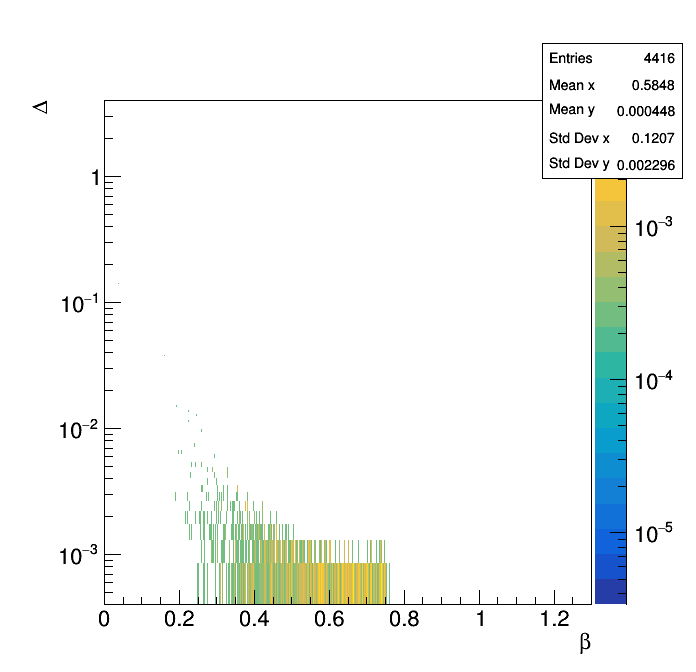 Entries 4416
Mean x 0.5848
Mean y 0.000448
Std Dev x 0.1207
Std Dev y 0.002296
Δ
1
10⁻¹
10⁻²
10⁻³
10⁻³
10⁻⁴
10⁻⁵
0 0.2 0.4 0.6 0.8 1 1.2
β